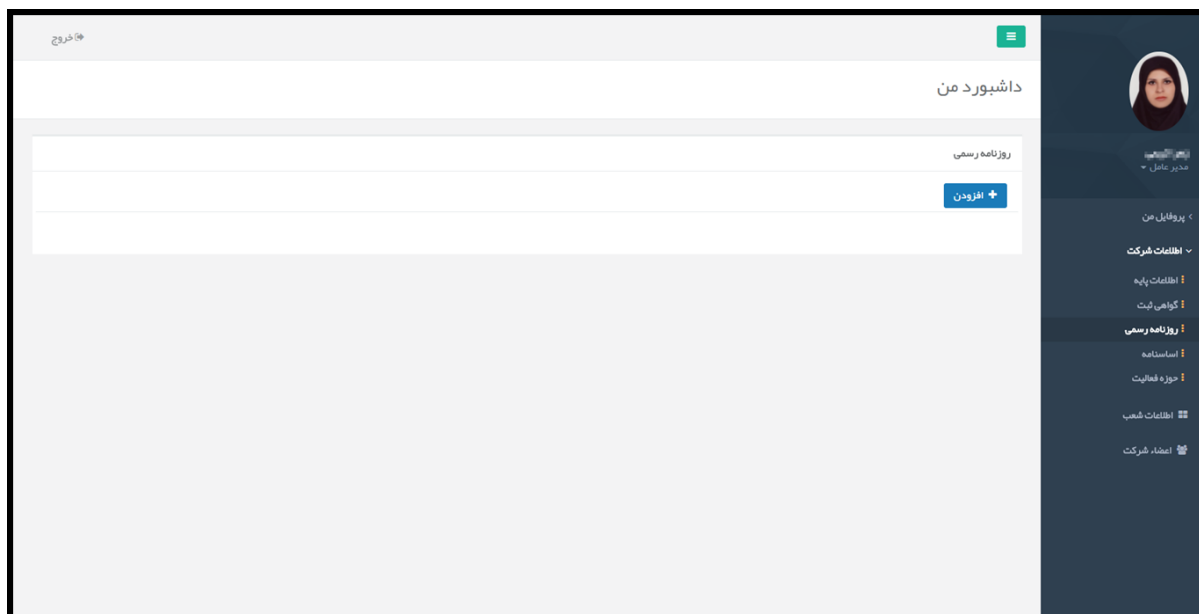 خروج
داشبورد من
روزنامه رسمی
افزودن
مدیر عامل
پروفایل من
اطلاعات شرکت
اطلاعات پایه
گواهی ثبت
روزنامه رسمی
اساسنامه
حوزه فعالیت
اطلاعات شعب
اعضاء شرکت